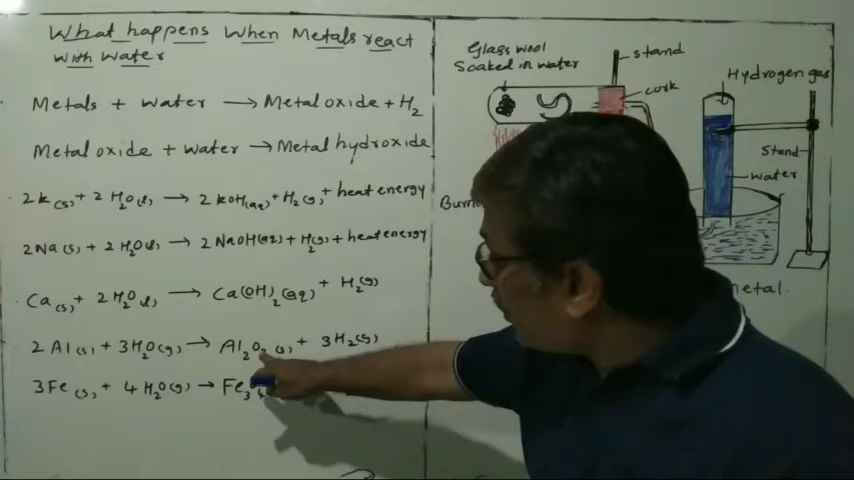 What happens When Metals react
with water
Metals + water → Metal oxide + H₂
Metal oxide + water → Metal hydroxide
2K(s) + 2H₂O(l) → 2KOH(aq) + H₂(g) + heat energy
2Na(s) + 2H₂O(l) → 2NaOH(aq) + H₂(g) + heat energy
Ca(s) + 2H₂O(l) → Ca(OH)₂(aq) + H₂(g)
2Al(s) + 3H₂O(g) → Al₂O₃(s) + 3H₂(g)
3Fe(s) + 4H₂O(g) → Fe₃
Glass wool
Soaked in water
stand
cork
Hydrogen gas
Stand
water
metal.